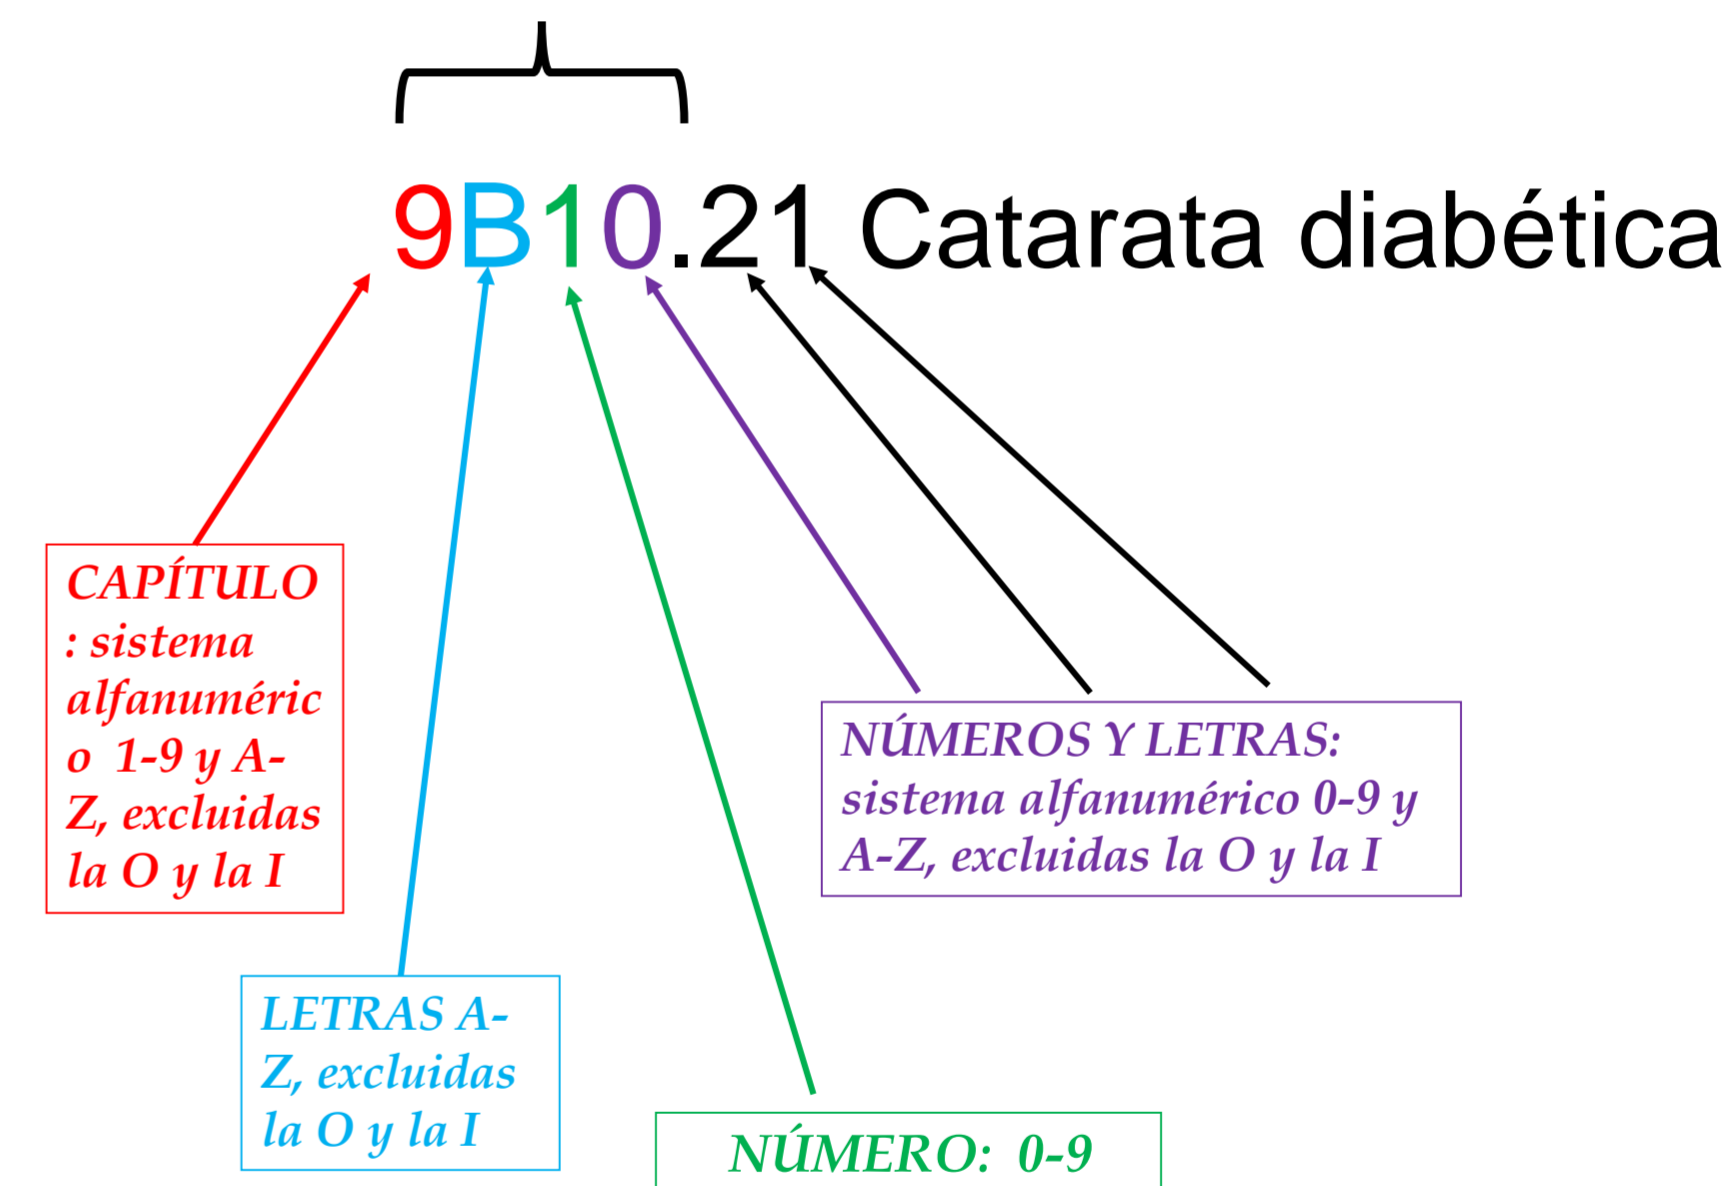 9B10.21 Catarata diabética
CAPÍTULO
: sistema
alfanuméric
o 1-9 y A-
Z, excluidas
la O y la I
NÚMEROS Y LETRAS:
sistema alfanumérico 0-9 y
A-Z, excluidas la O y la I
LETRAS A-
Z, excluidas
la O y la I
NÚMERO: 0-9